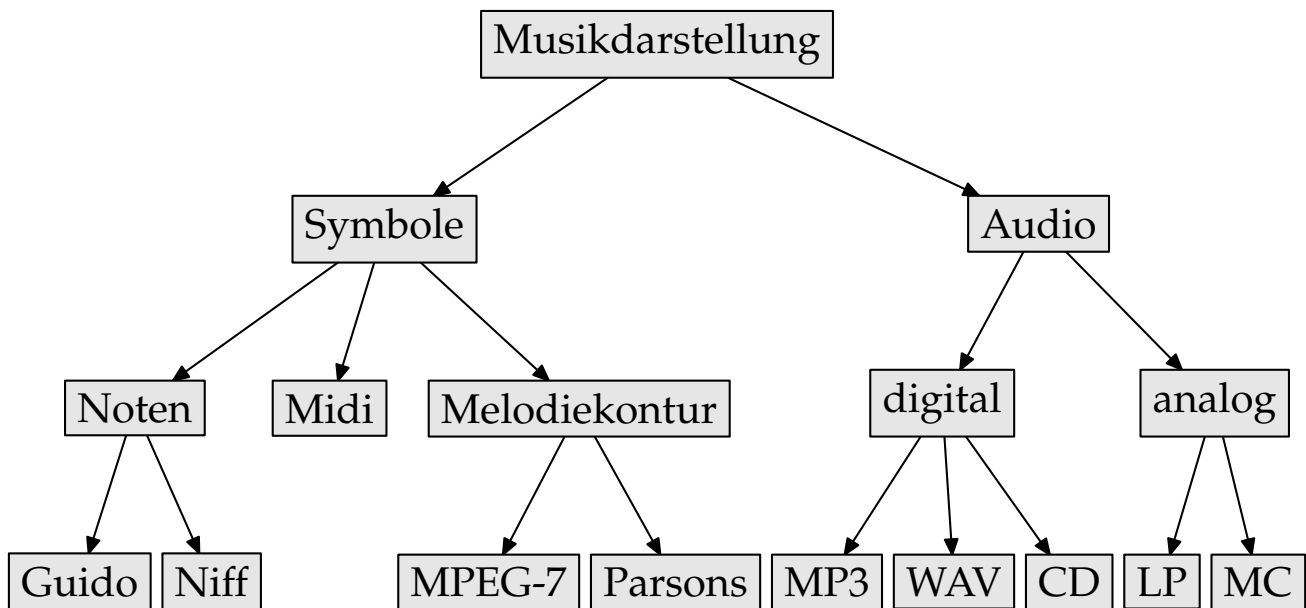 Musikdarstellung
Symbole
Audio
Noten
Midi
Melodiekontur
digital
analog
Guido
Niff
MPEG-7
Parsons
MP3
WAV
CD
LP
MC